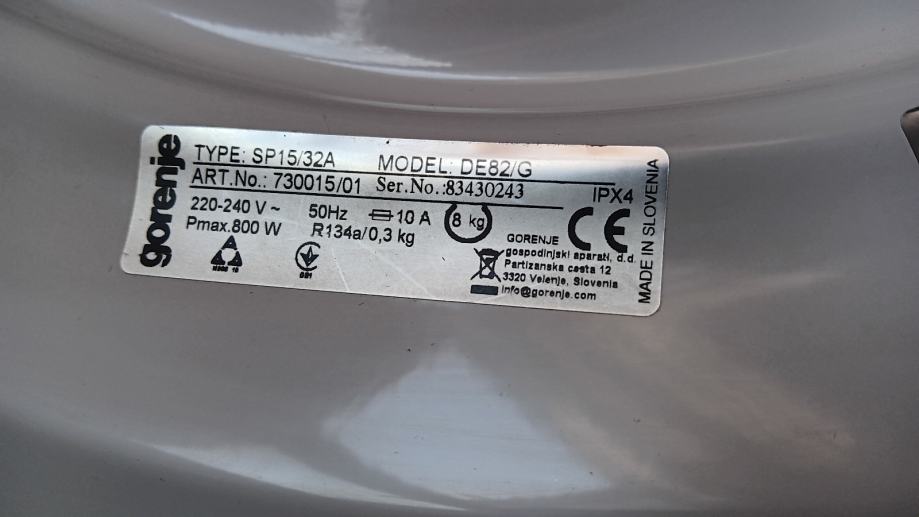 gorenje
TYPE: SP15/32A MODEL: DE82/G
ART.No.: 730015/01 Ser.No.:83430243
IPX4
220-240 V ~ 50Hz 10 A 8 kg
Pmax.800 W R134a/0,3 kg
GORENJE
gospodinjski aparati, d.d.
Partizanska cesta 12
3320 Velenje, Slovenia
info@gorenje.com
MADE IN SLOVENIA